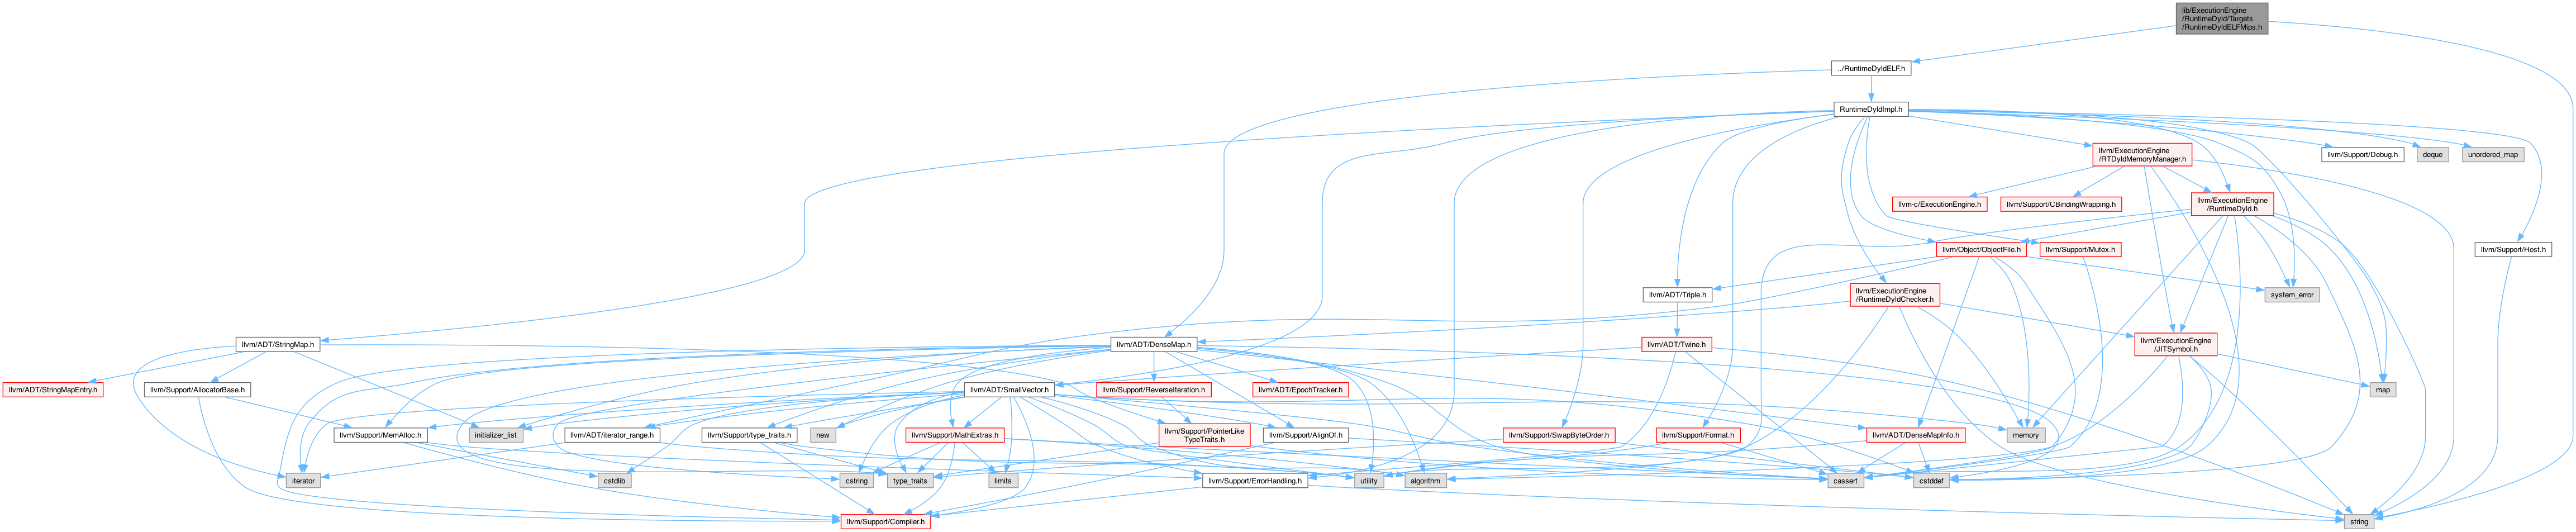 lib/ExecutionEngine
/RuntimeDyld/Targets
/RuntimeDyldELFMips.h
../RuntimeDyldELF.h
RuntimeDyldImpl.h
llvm/ExecutionEngine
/RTDyldMemoryManager.h
llvm/Support/Debug.h
deque
unordered_map
llvm-c/ExecutionEngine.h
llvm/Support/CBindingWrapping.h
llvm/ExecutionEngine
/RuntimeDyld.h
llvm/Object/ObjectFile.h
llvm/Support/Mutex.h
llvm/Support/Host.h
llvm/ADT/Triple.h
llvm/ExecutionEngine
/RuntimeDyldChecker.h
system_error
llvm/ADT/StringMap.h
llvm/ADT/DenseMap.h
llvm/ADT/Twine.h
llvm/ExecutionEngine
/JITSymbol.h
llvm/ADT/StringMapEntry.h
llvm/Support/AllocatorBase.h
llvm/ADT/SmallVector.h
llvm/Support/ReverseIteration.h
llvm/ADT/EpochTracker.h
map
llvm/Support/MemAlloc.h
initializer_list
llvm/ADT/iterator_range.h
llvm/Support/type_traits.h
new
llvm/Support/MathExtras.h
llvm/Support/PointerLike
TypeTraits.h
llvm/Support/AlignOf.h
llvm/Support/SwapByteOrder.h
llvm/Support/Format.h
llvm/ADT/DenseMapInfo.h
memory
iterator
cstdlib
cstring
type_traits
limits
llvm/Support/ErrorHandling.h
utility
algorithm
cassert
cstddef
llvm/Support/Compiler.h
string